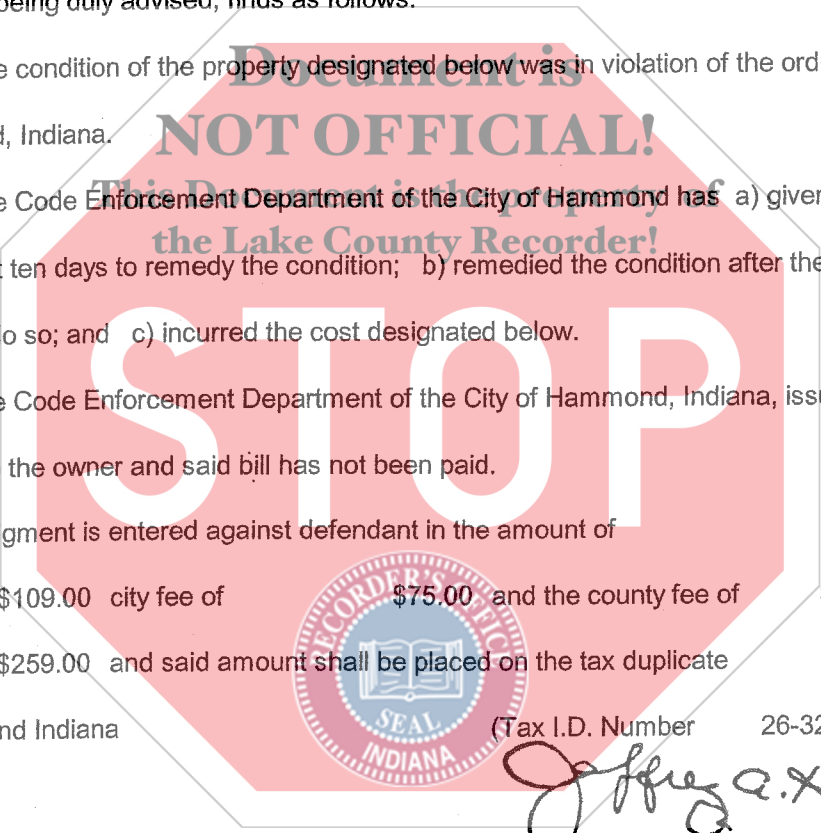 being duly advised, finds as follows:
e condition of the property designated below was in violation of the ord
Document is
d, Indiana.
NOT OFFICIAL!
e Code Enforcement Department of the City of Hammond has a) given
This Document is the property of
the Lake County Recorder!
t ten days to remedy the condition; b) remedied the condition after the
o so; and c) incurred the cost designated below.
STOP
e Code Enforcement Department of the City of Hammond, Indiana, issu
the owner and said bill has not been paid.
gment is entered against defendant in the amount of
$109.00 city fee of $75.00 and the county fee of
$259.00 and said amount shall be placed on the tax duplicate
nd Indiana (Tax I.D. Number 26-32
RECORDER'S OFFICE
SEAL
INDIANA
Jeffrey A.